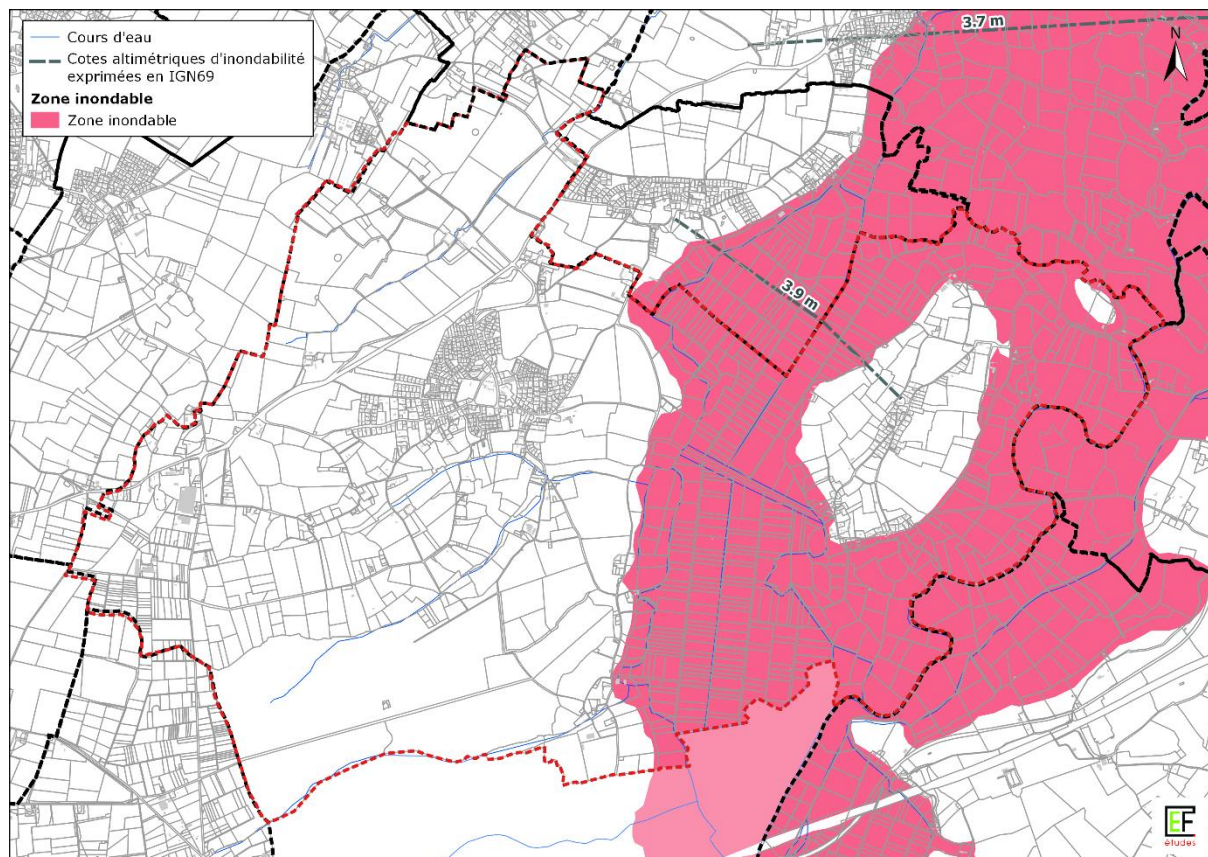 Cours d'eau
Cotes altimétriques d'inondabilité
exprimées en IGN69
Zone inondable
Zone inondable
3.7 m
N
3.9 m
EF
études